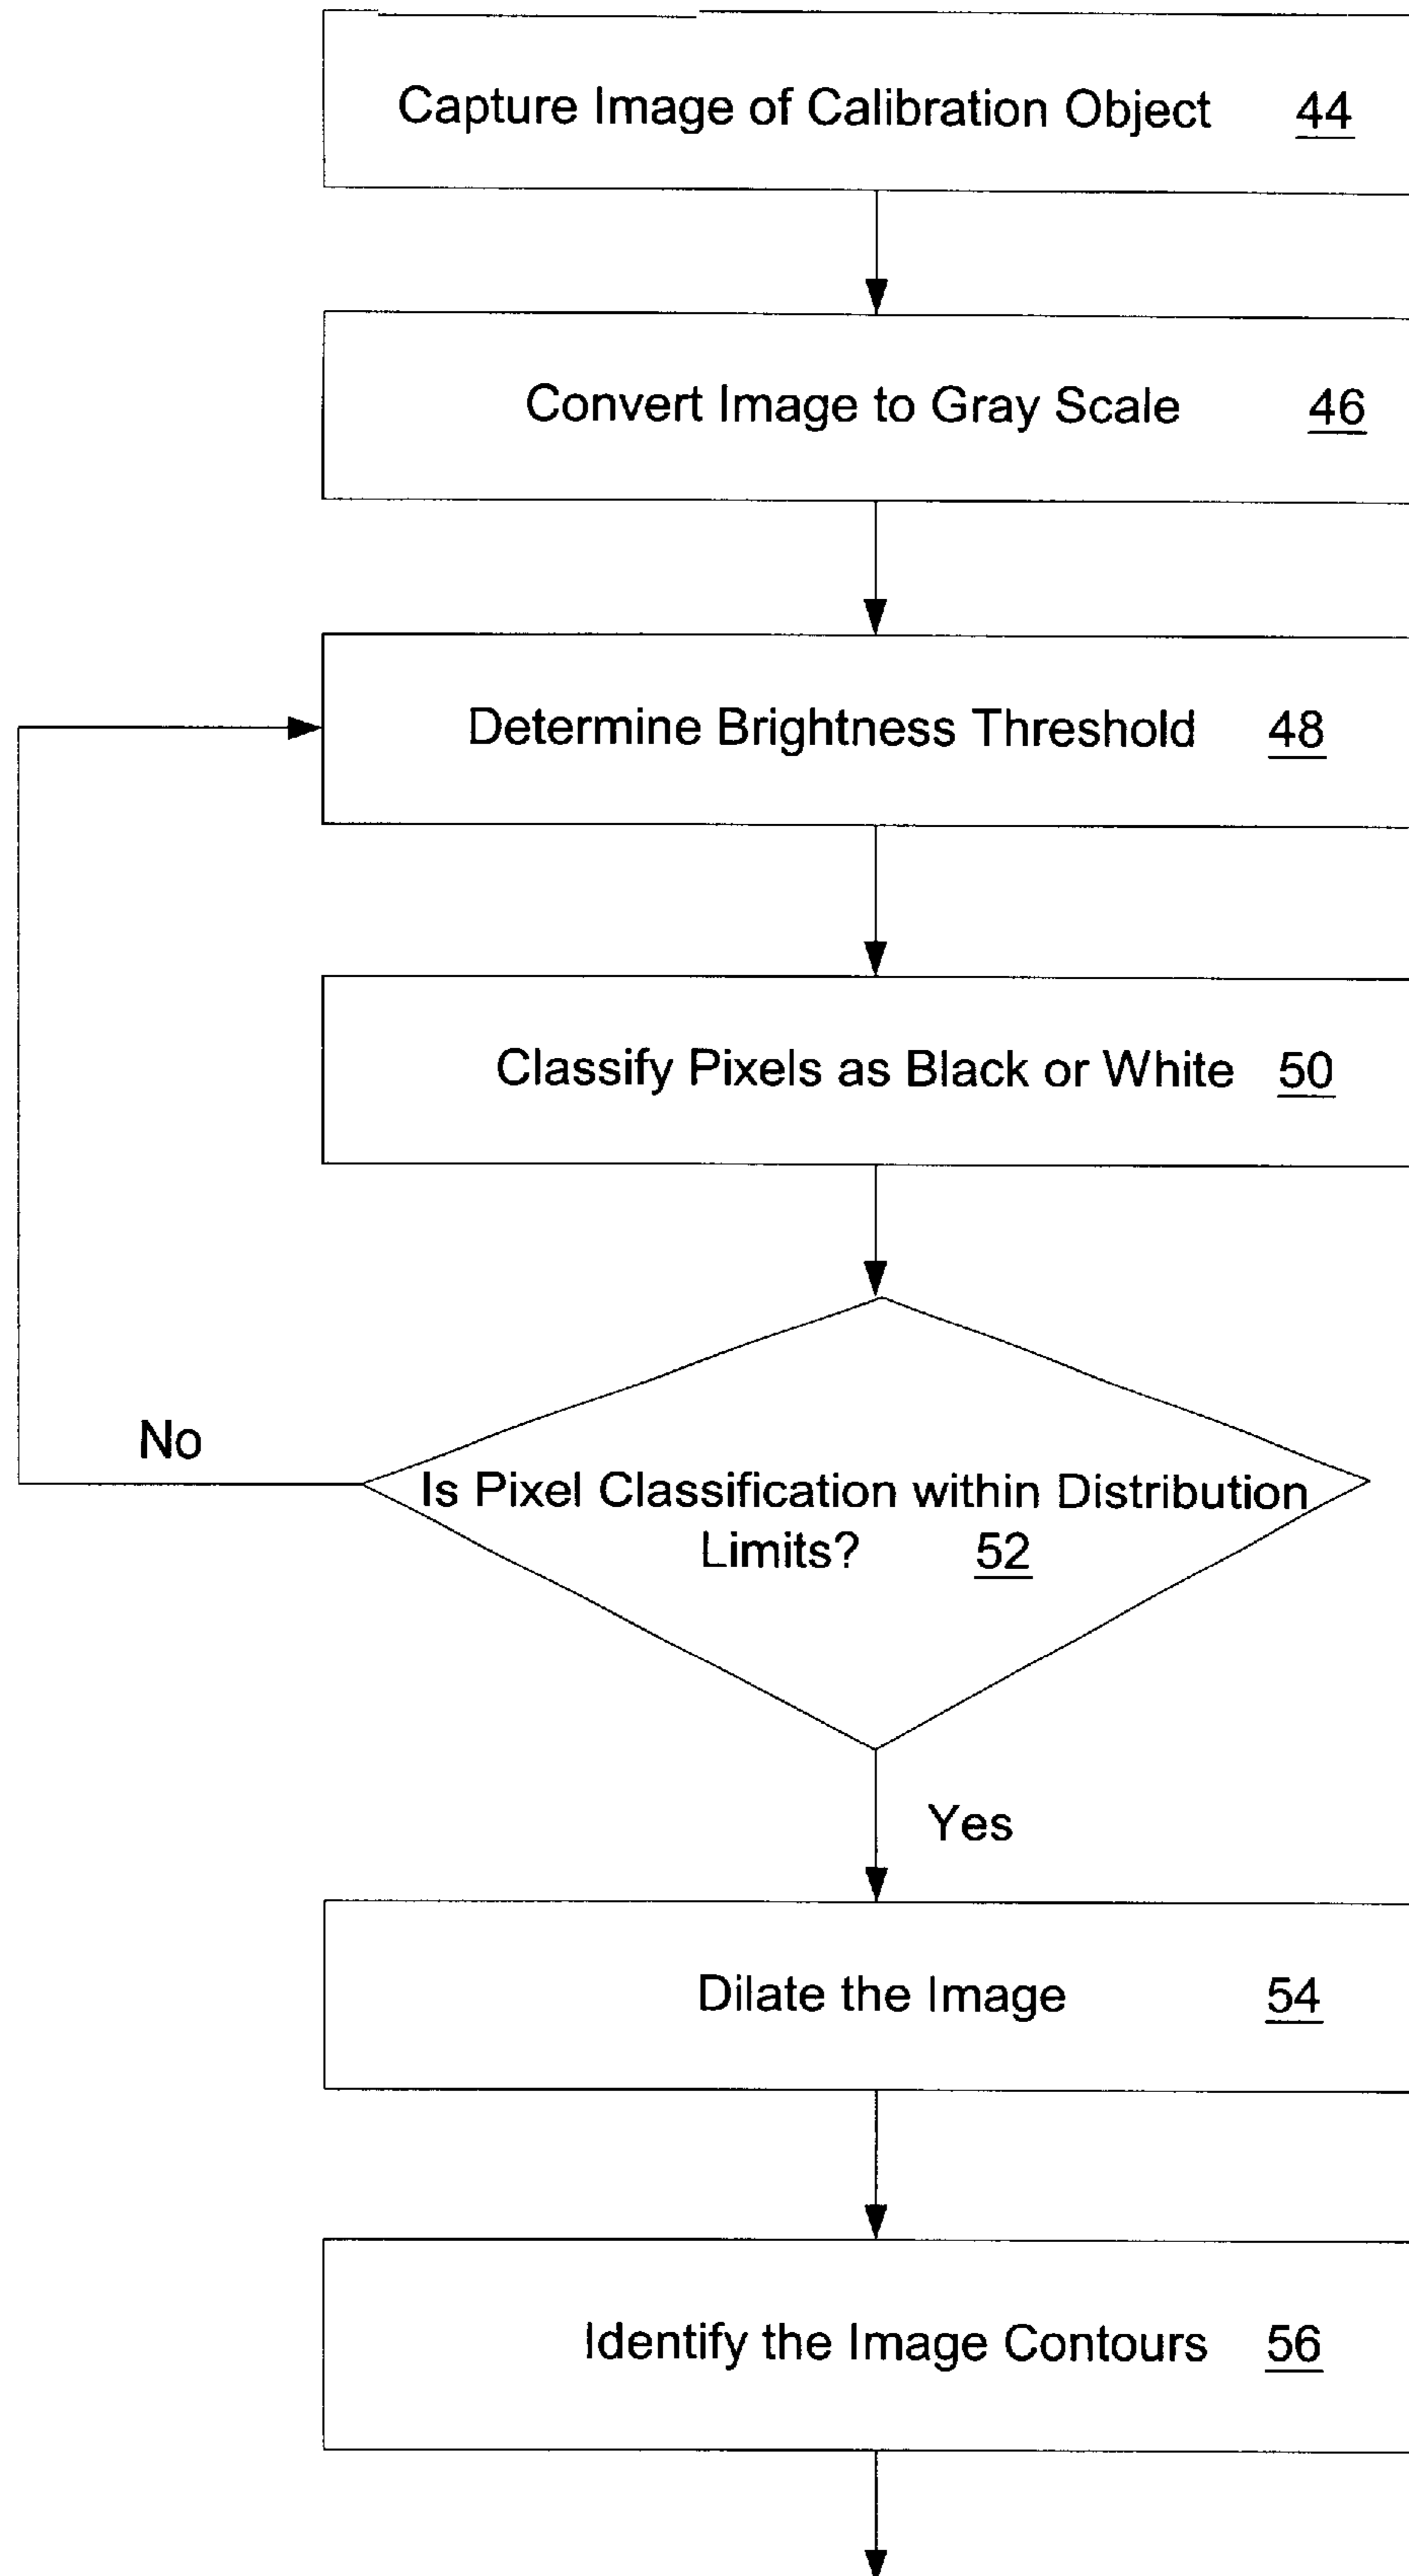 Capture Image of Calibration Object 44
Convert Image to Gray Scale 46
Determine Brightness Threshold 48
Classify Pixels as Black or White 50
No
Is Pixel Classification within Distribution
Limits? 52
Yes
Dilate the Image 54
Identify the Image Contours 56